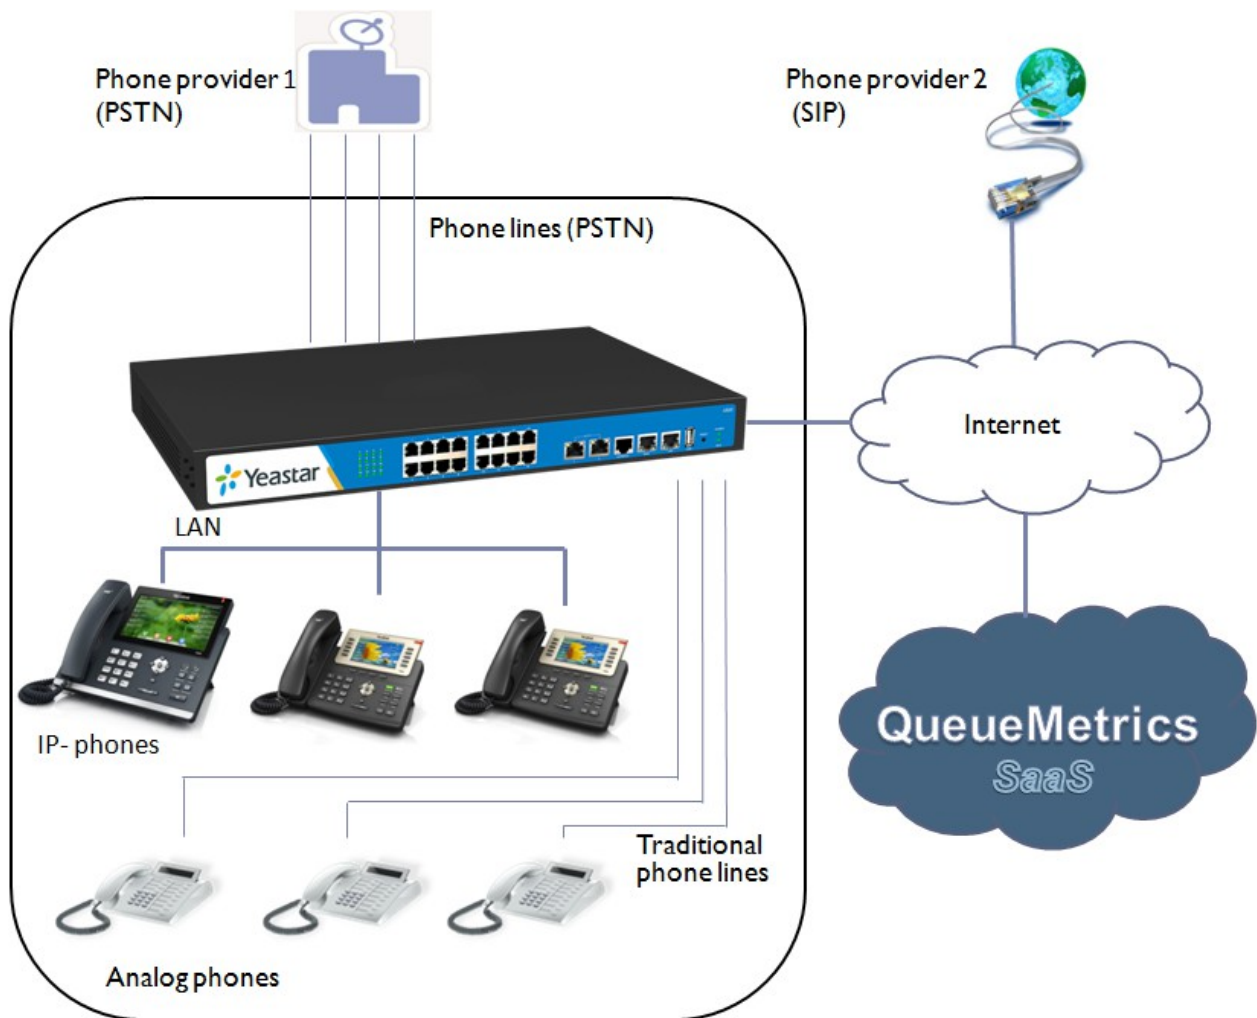 Phone provider 1
(PSTN)
Phone provider 2
(SIP)
Phone lines (PSTN)
Internet
Yeastar
LAN
IP- phones
QueueMetrics
SaaS
Traditional
phone lines
Analog phones